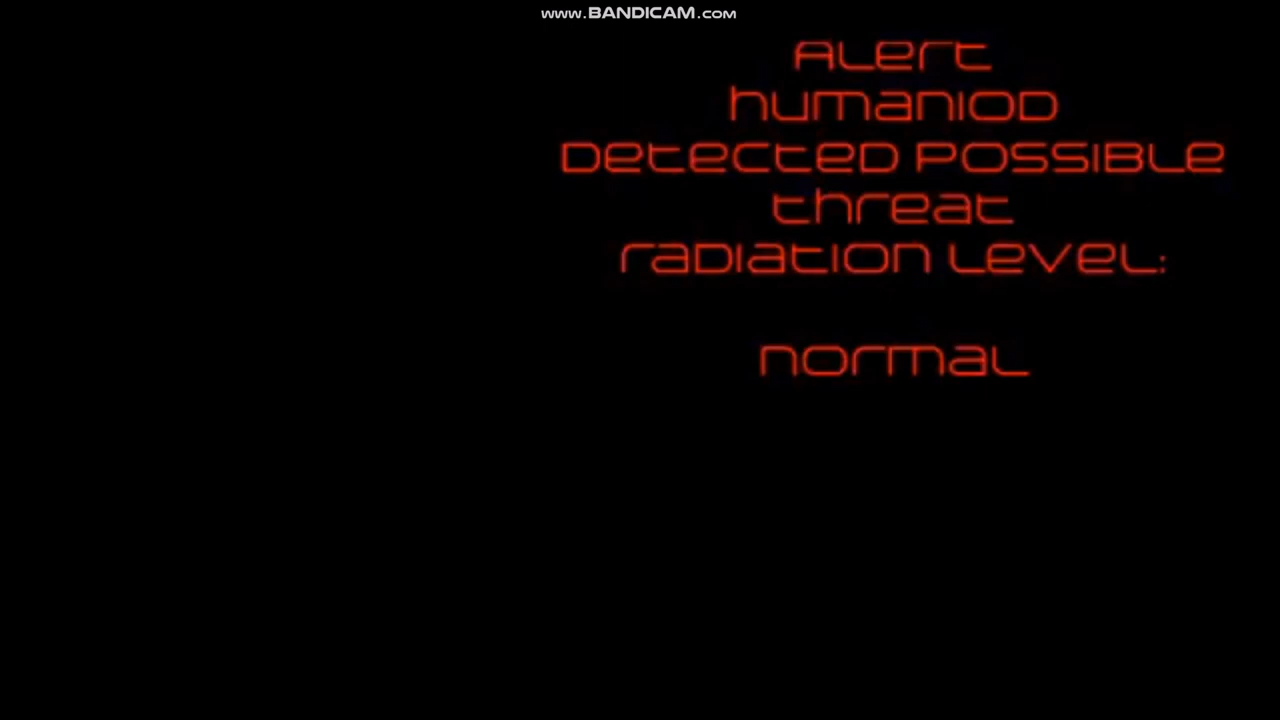 www.BANDICAM.com
Alert
humaniod
Detected Possible
threat
radiation Level:
normal